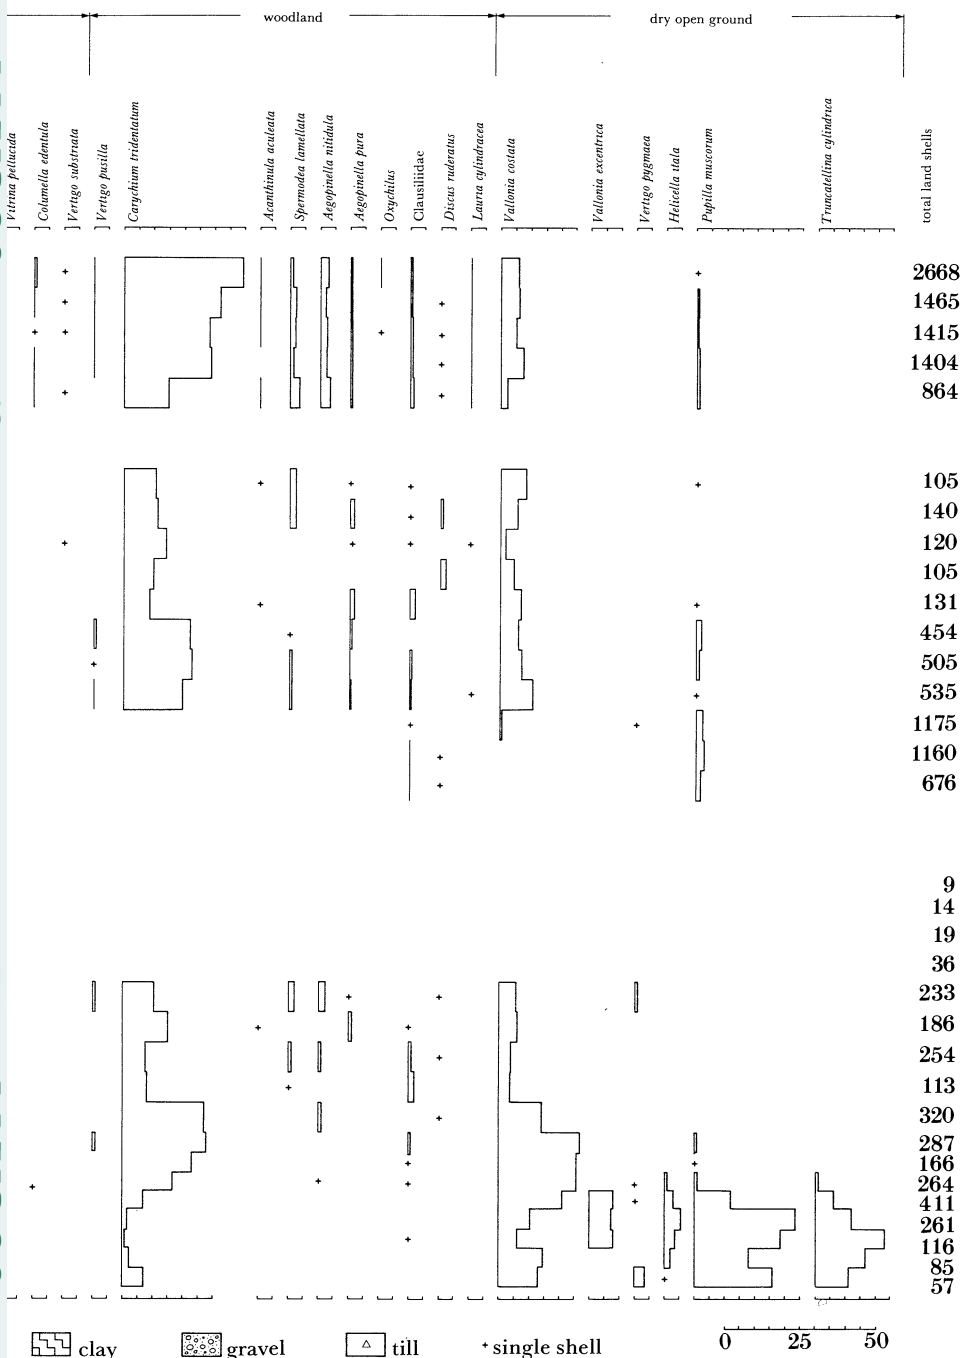 woodland
dry open ground
Vitrina pellucida
Columella edentula
Vertigo substriata
Vertigo pusilla
Carychium tridentatum
Acanthinula aculeata
Spermodea lamellata
Aegopinella nitidula
Aegopinella pura
Oxychilus
Clausiliidae
Discus ruderatus
Lauria cylindracea
Vallonia costata
Vallonia excentrica
Vertigo pygmaea
Helicella itala
Pupilla muscorum
Truncatellina cylindrica
total land shells
2668
1465
1415
1404
864
105
140
120
105
131
454
505
535
1175
1160
676
9
14
19
36
233
186
254
113
320
287
166
264
411
261
116
85
57
clay
gravel
till
+ single shell
0 25 50